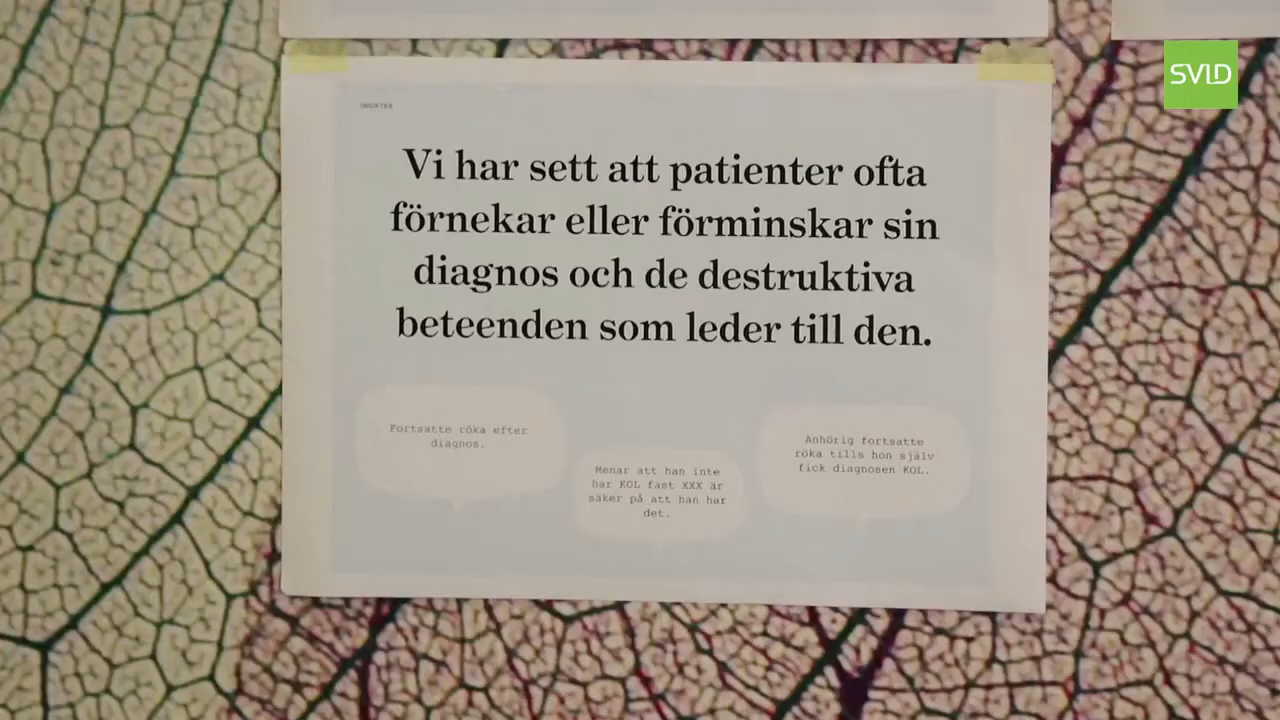 SVID
INSIKTER
Vi har sett att patienter ofta
förnekar eller förminskar sin
diagnos och de destruktiva
beteenden som leder till den.
Fortsatte röka efter
diagnos.
Menar att han inte
har KOL fast XXX är
säker på att han har
det.
Anhörig fortsatte
röka tills hon själv
fick diagnosen KOL.